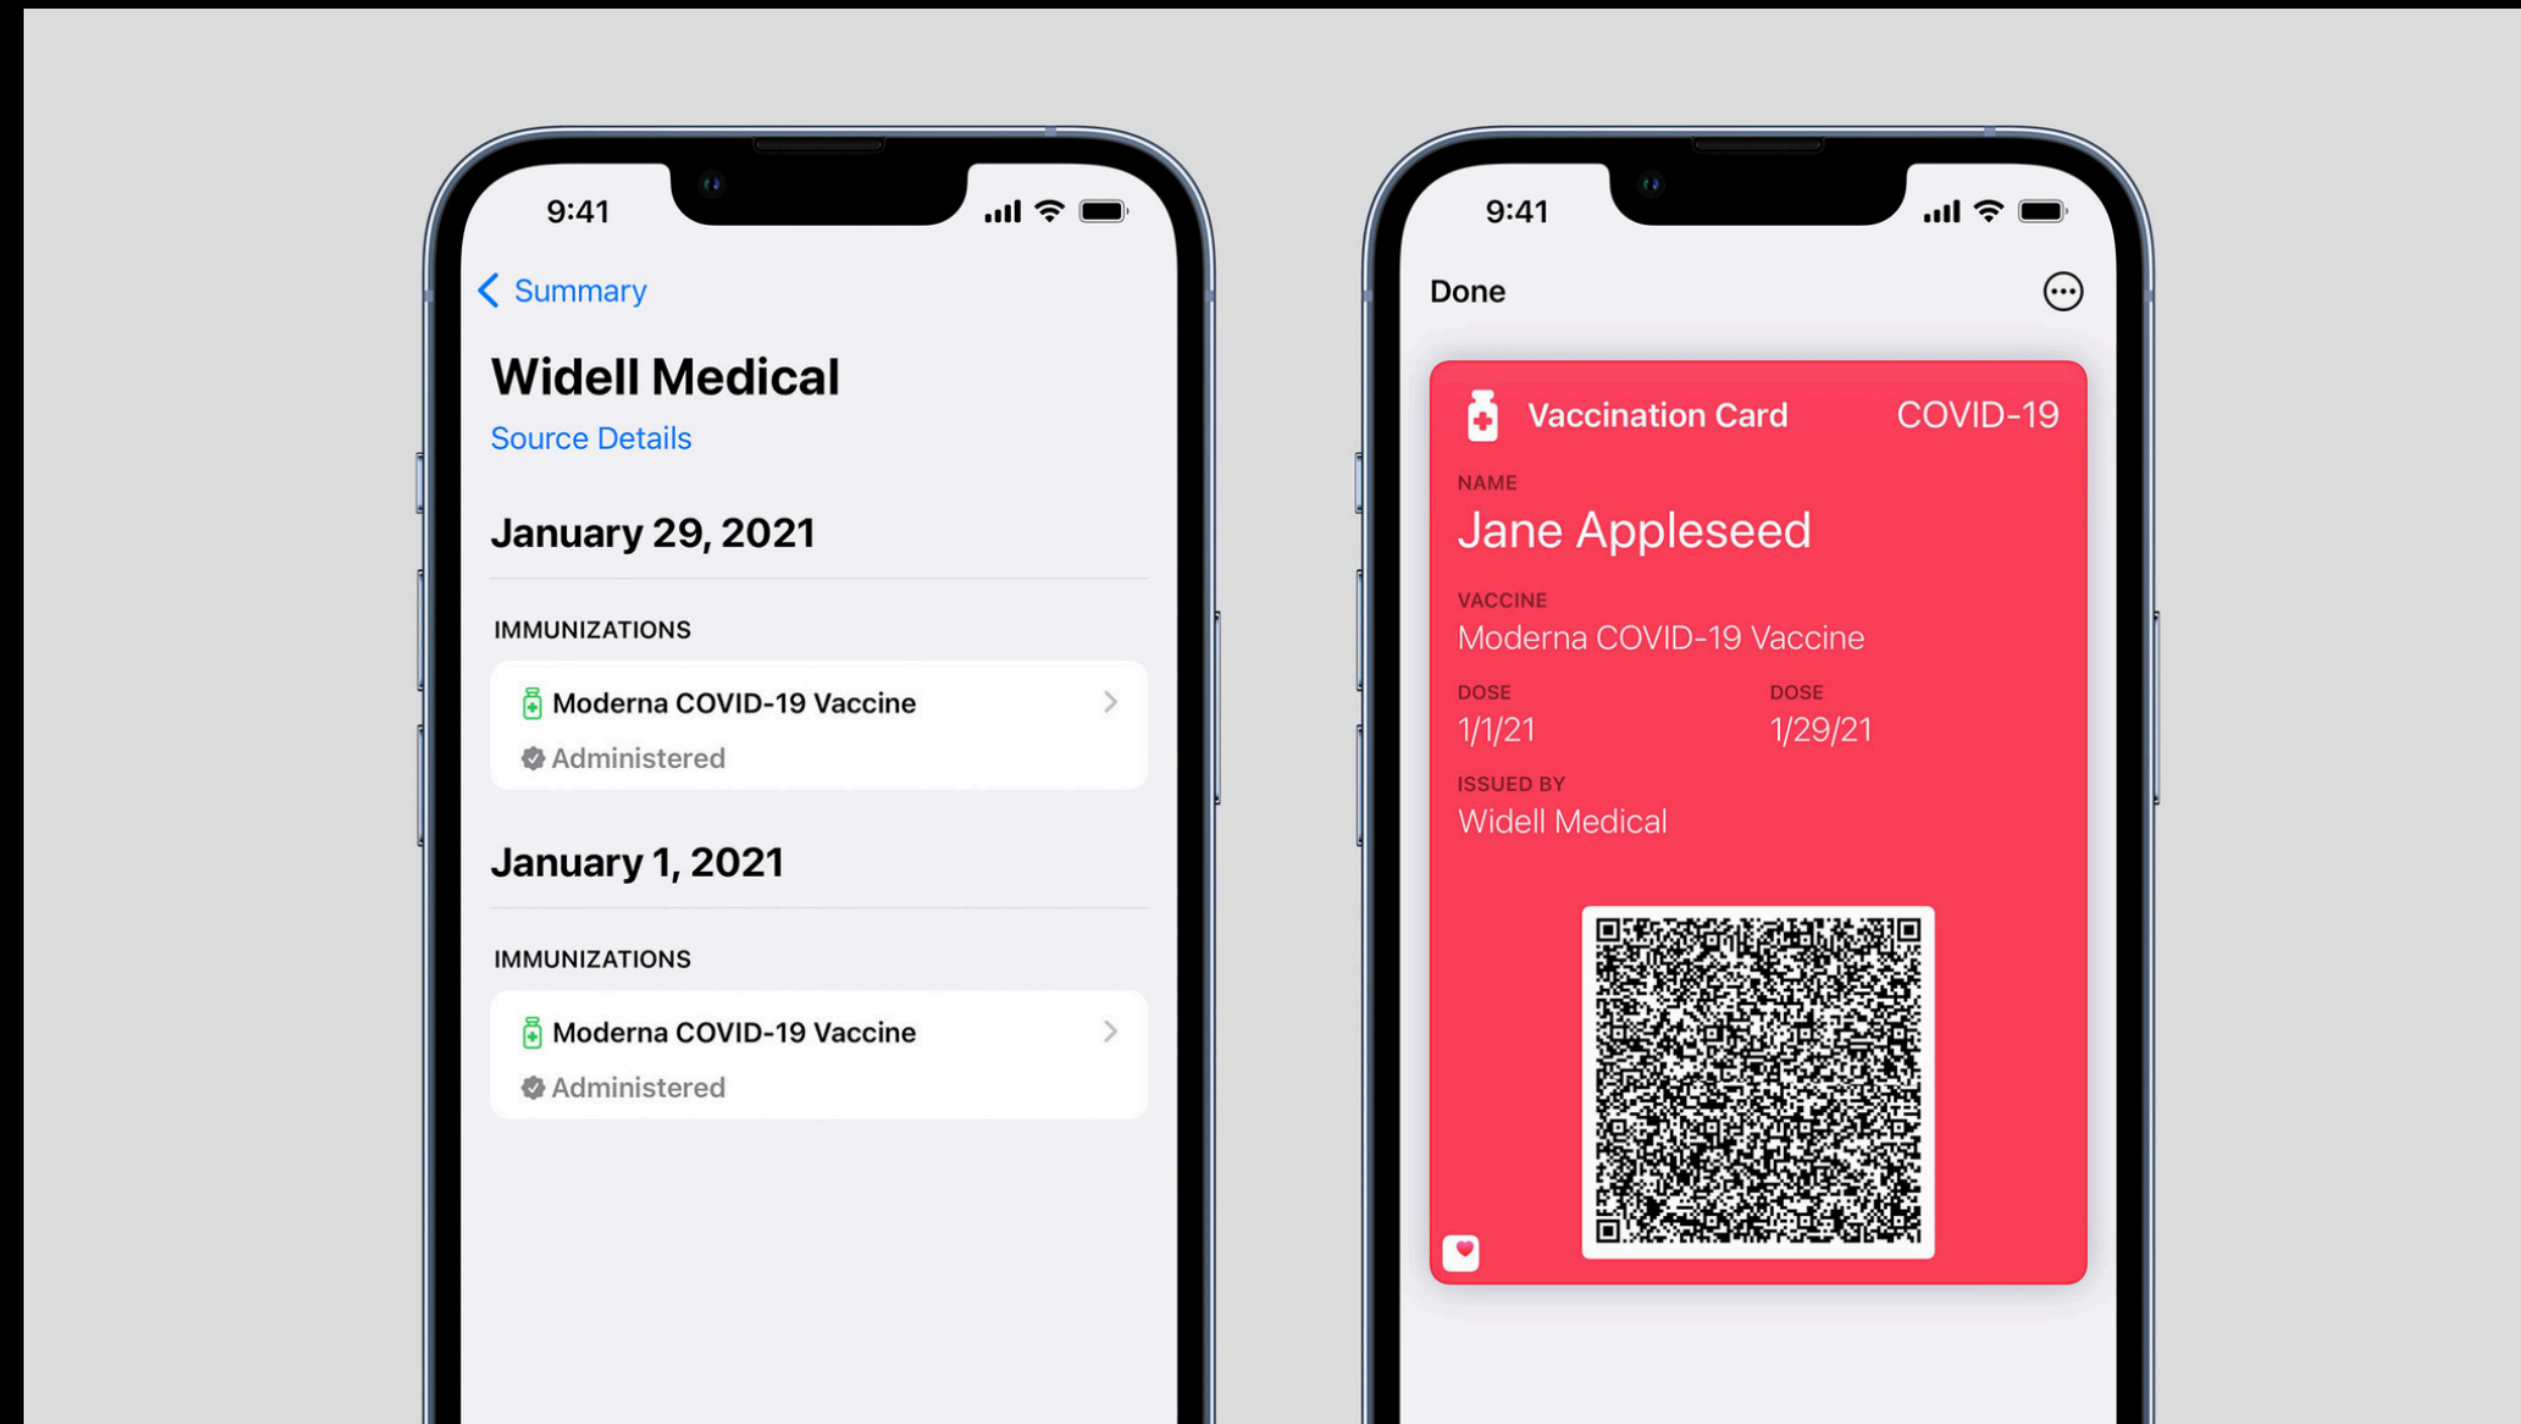 9:41
Summary
Widell Medical
Source Details
January 29, 2021
IMMUNIZATIONS
Moderna COVID-19 Vaccine
Administered
January 1, 2021
IMMUNIZATIONS
Moderna COVID-19 Vaccine
Administered
9:41
Done
Vaccination Card COVID-19
NAME
Jane Appleseed
VACCINE
Moderna COVID-19 Vaccine
DOSE DOSE
1/1/21 1/29/21
ISSUED BY
Widell Medical